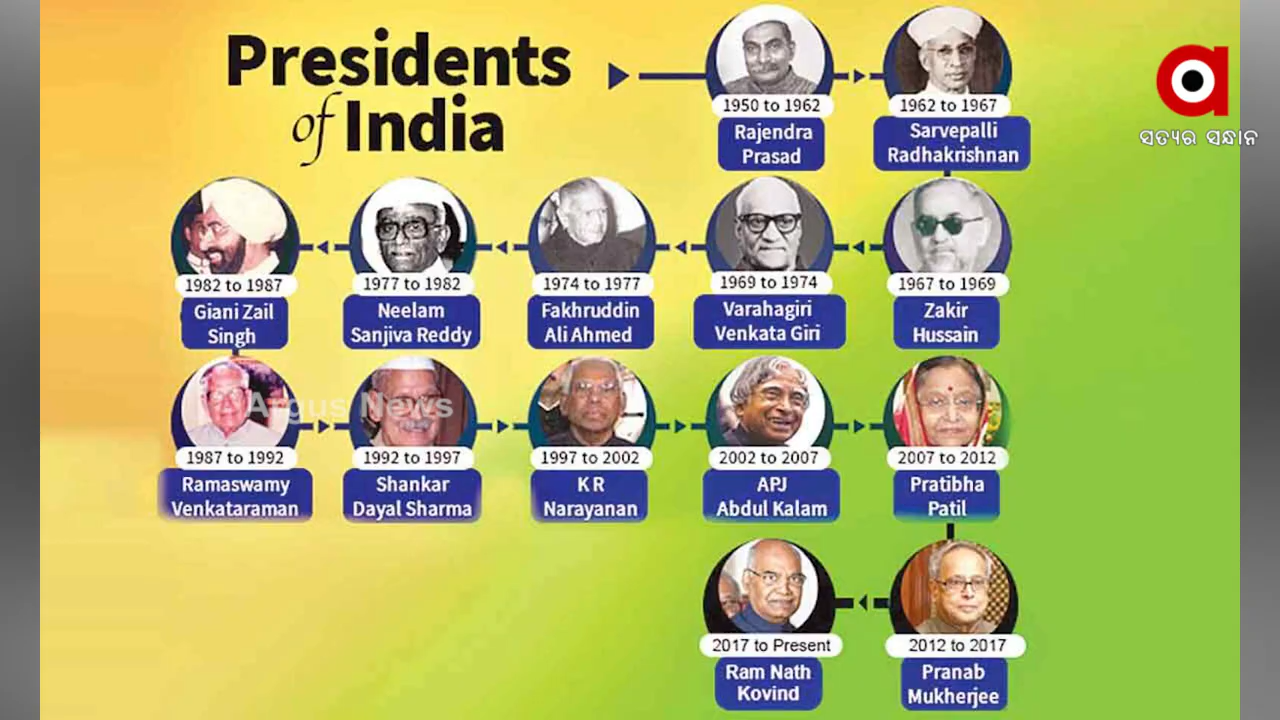 Presidents
of India
1950 to 1962
Rajendra
Prasad
1962 to 1967
Sarvepalli
Radhakrishnan
ସତ୍ୟର ସନ୍ଧାନ
1982 to 1987
Giani Zail
Singh
1977 to 1982
Neelam
Sanjiva Reddy
1974 to 1977
Fakhruddin
Ali Ahmed
1969 to 1974
Varahagiri
Venkata Giri
1967 to 1969
Zakir
Hussain
Argus News
1987 to 1992
Ramaswamy
Venkataraman
1992 to 1997
Shankar
Dayal Sharma
1997 to 2002
K R
Narayanan
2002 to 2007
APJ
Abdul Kalam
2007 to 2012
Pratibha
Patil
2017 to Present
Ram Nath
Kovind
2012 to 2017
Pranab
Mukherjee